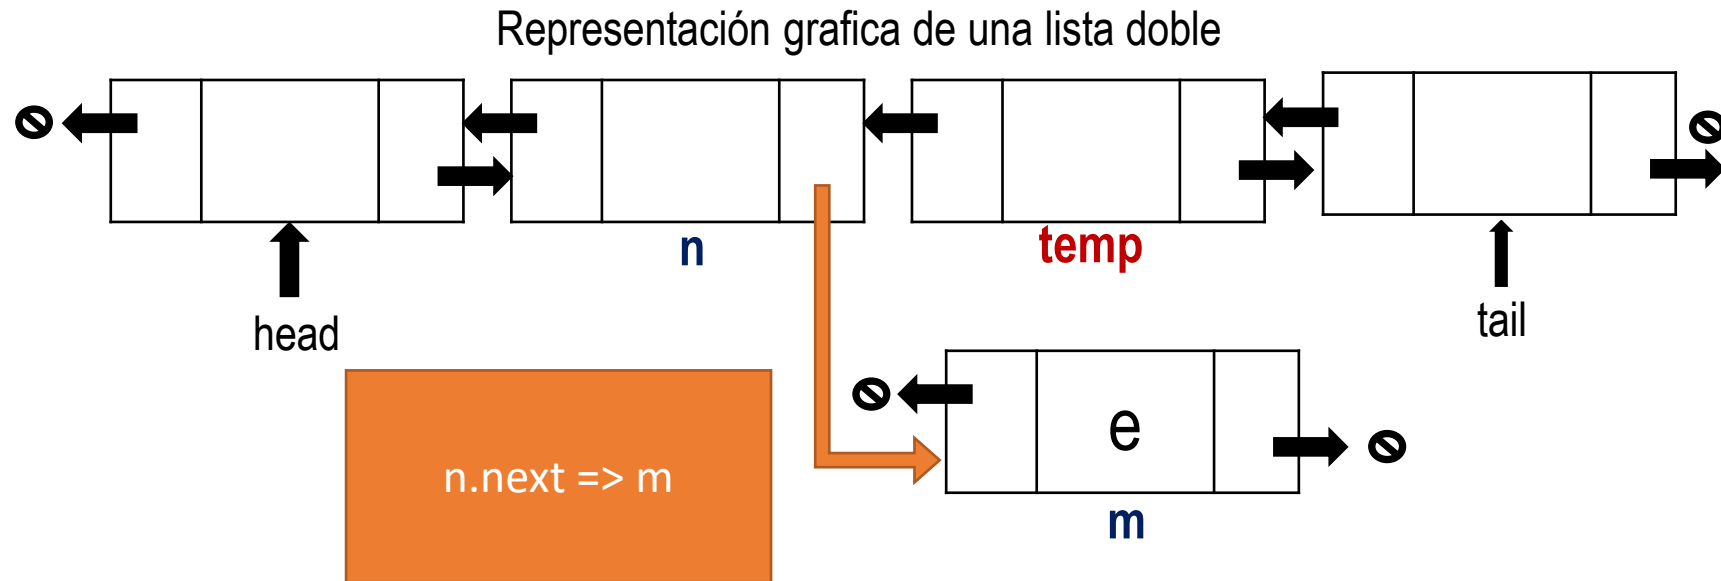 Representación grafica de una lista doble
n
temp
head
tail
e
n.next => m
m